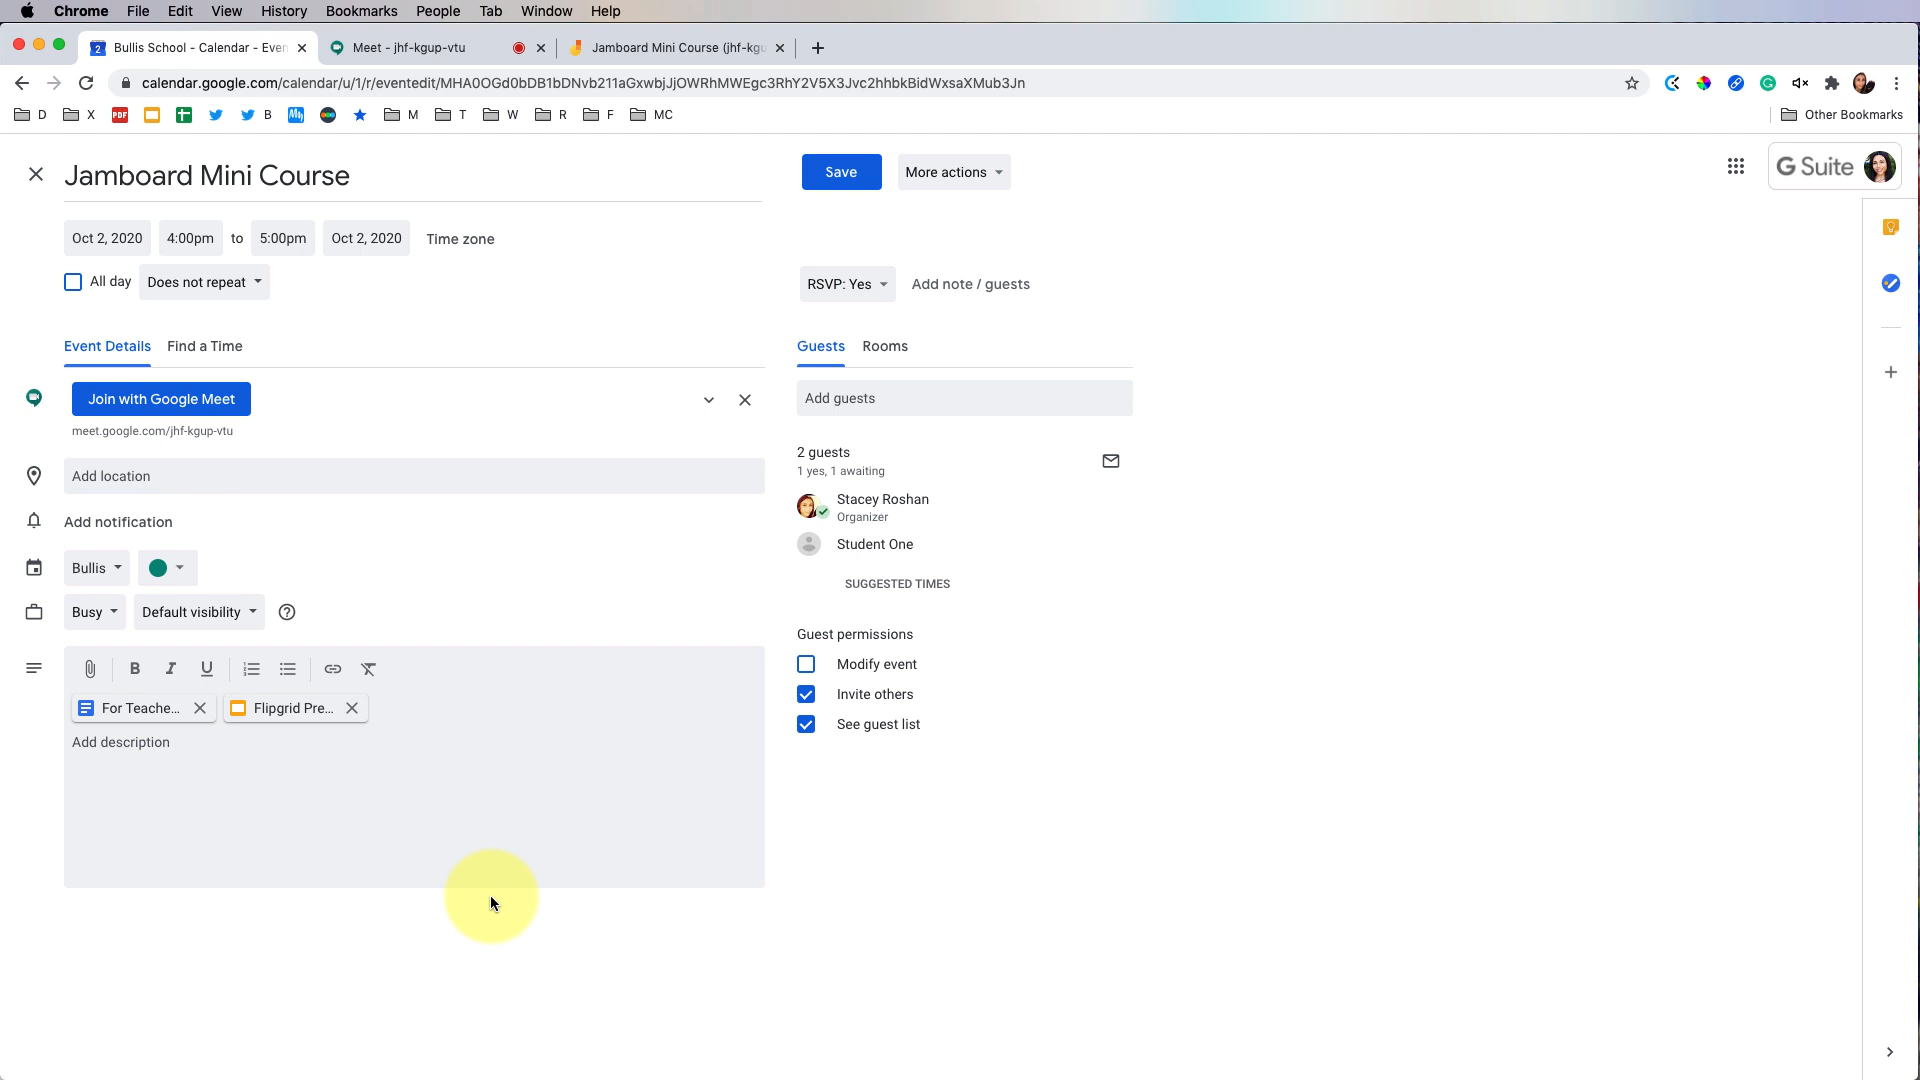 Chrome File Edit View History Bookmarks People Tab Window Help
Bullis School - Calendar - Even Meet - jhf-kgup-vtu Jamboard Mini Course (jhf-kgu
calendar.google.com/calendar/u/1/r/eventedit/MHA0OGd0bDB1bDNvb211aGxwbjJjOWRhMWEgc3RhY2V5X3Jvc2hhbkBidWxsaXMub3Jn
D X PDF B M T W R F MC Other Bookmarks
Jamboard Mini Course
Save More actions
G Suite
Oct 2, 2020 4:00pm to 5:00pm Oct 2, 2020 Time zone
All day Does not repeat
RSVP: Yes Add note / guests
Event Details Find a Time
Guests Rooms
Join with Google Meet
meet.google.com/jhf-kgup-vtu
Add guests
Add location
2 guests
1 yes, 1 awaiting
Stacey Roshan
Organizer
Add notification
Student One
Bullis
SUGGESTED TIMES
Busy Default visibility
Guest permissions
Modify event
Invite others
See guest list
B I U
For Teache... Flipgrid Pre...
Add description